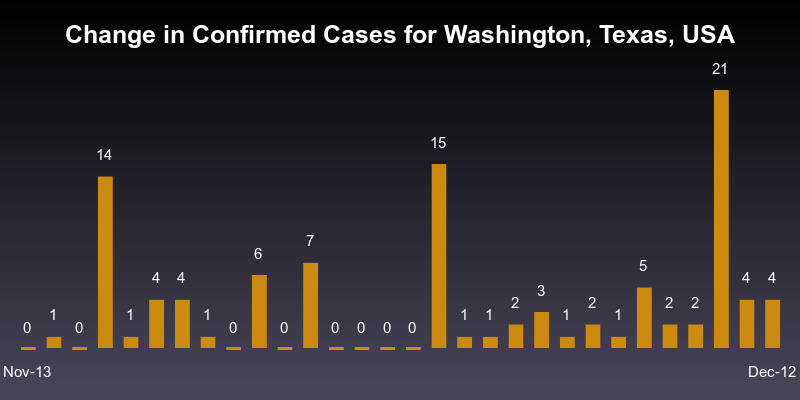 Change in Confirmed Cases for Washington, Texas, USA
0 1 0 14 1 4 4 1 0 6 0 7 0 0 0 0 15 1 1 2 3 1 2 1 5 2 2 21 4 4
Nov-13 Dec-12